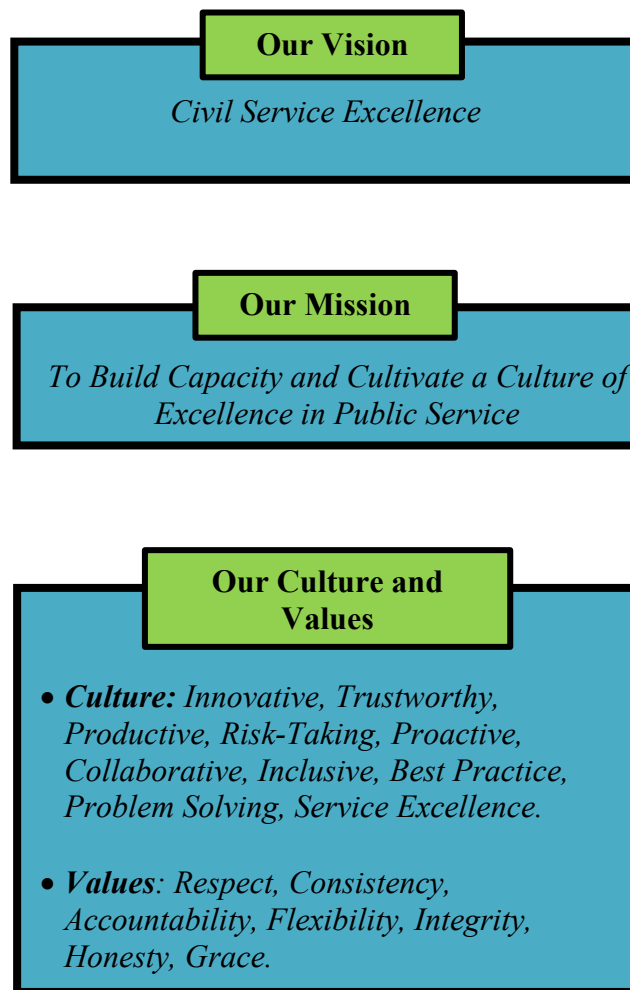 Our Vision
Civil Service Excellence
Our Mission
To Build Capacity and Cultivate a Culture of
Excellence in Public Service
Our Culture and
Values
• Culture: Innovative, Trustworthy,
Productive, Risk-Taking, Proactive,
Collaborative, Inclusive, Best Practice,
Problem Solving, Service Excellence.
• Values: Respect, Consistency,
Accountability, Flexibility, Integrity,
Honesty, Grace.